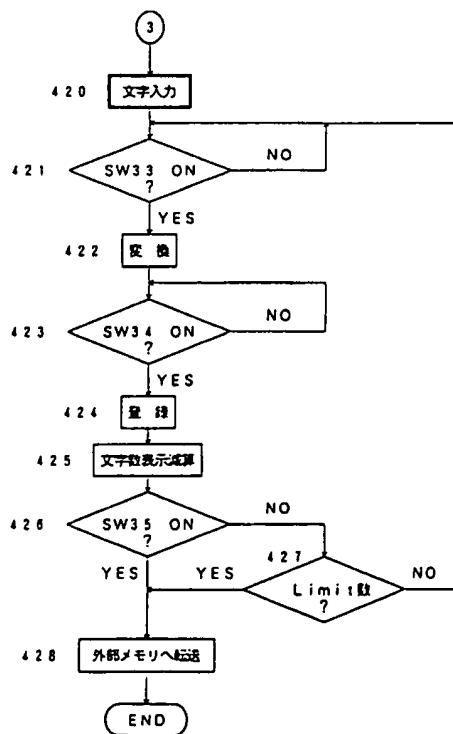 3
420 文字入力
421 SW33 ON ?
NO
YES
422 変換
423 SW34 ON ?
NO
YES
424 登録
425 文字数表示減算
426 SW35 ON ?
NO
YES
427 Limit数 ?
YES
NO
428 外部メモリへ転送
END